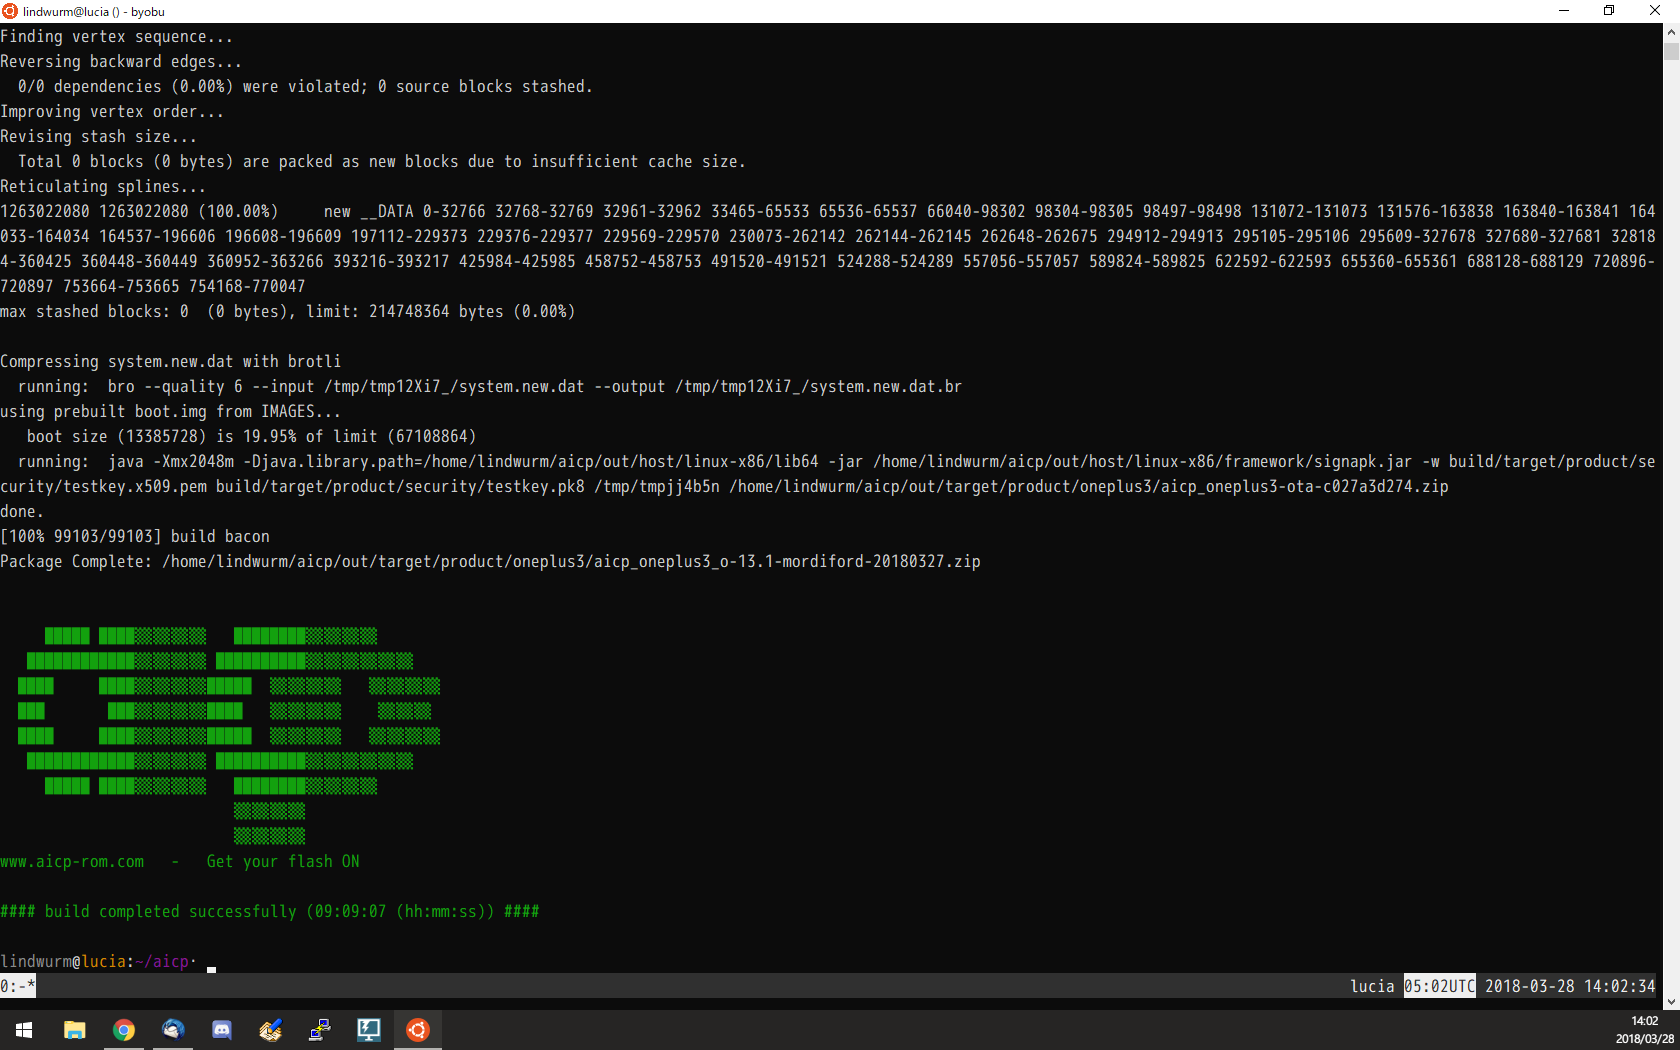 lindwurm@lucia () - byobu
Finding vertex sequence...
Reversing backward edges...
  0/0 dependencies (0.00%) were violated; 0 source blocks stashed.
Improving vertex order...
Revising stash size...
  Total 0 blocks (0 bytes) are packed as new blocks due to insufficient cache size.
Reticulating splines...
1263022080 1263022080 (100.00%)     new __DATA 0-32766 32768-32769 32961-32962 33465-65533 65536-65537 66040-98302 98304-98305 98497-98498 131072-131073 131576-163838 163840-163841 164
033-164034 164537-196606 196608-196609 197112-229373 229376-229377 229569-229570 230073-262142 262144-262145 262648-262675 294912-294913 295105-295106 295609-327678 327680-327681 32818
4-360425 360448-360449 360952-363266 393216-393217 425984-425985 458752-458753 491520-491521 524288-524289 557056-557057 589824-589825 622592-622593 655360-655361 688128-688129 720896-
720897 753664-753665 754168-770047
max stashed blocks: 0  (0 bytes), limit: 214748364 bytes (0.00%)
Compressing system.new.dat with brotli
  running:  bro --quality 6 --input /tmp/tmp12Xi7_/system.new.dat --output /tmp/tmp12Xi7_/system.new.dat.br
using prebuilt boot.img from IMAGES...
   boot size (13385728) is 19.95% of limit (67108864)
  running:  java -Xmx2048m -Djava.library.path=/home/lindwurm/aicp/out/host/linux-x86/lib64 -jar /home/lindwurm/aicp/out/host/linux-x86/framework/signapk.jar -w build/target/product/se
curity/testkey.x509.pem build/target/product/security/testkey.pk8 /tmp/tmpjj4b5n /home/lindwurm/aicp/out/target/product/oneplus3/aicp_oneplus3-ota-c027a3d274.zip
done.
[100% 99103/99103] build bacon
Package Complete: /home/lindwurm/aicp/out/target/product/oneplus3/aicp_oneplus3_o-13.1-mordiford-20180327.zip
www.aicp-rom.com   -   Get your flash ON
#### build completed successfully (09:09:07 (hh:mm:ss)) ####
lindwurm@lucia:~/aicp·
0:-*
lucia 05:02UTC 2018-03-28 14:02:34
14:02
2018/03/28